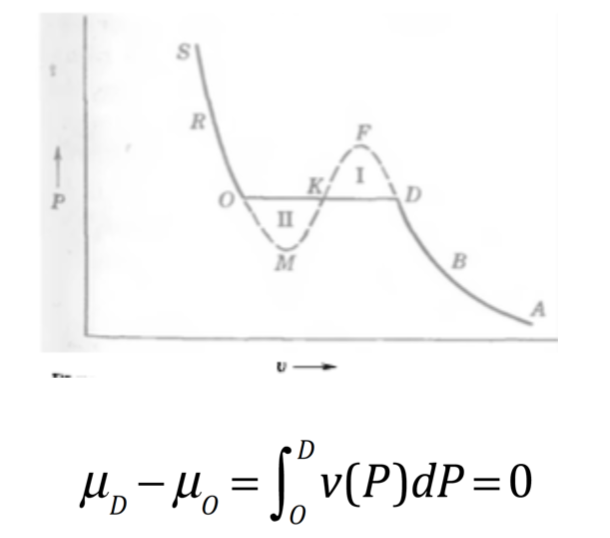 S
R
F
P
K
I
O
D
II
M
B
A
v
μ_D − μ_O = ∫_O^D v(P)dP = 0